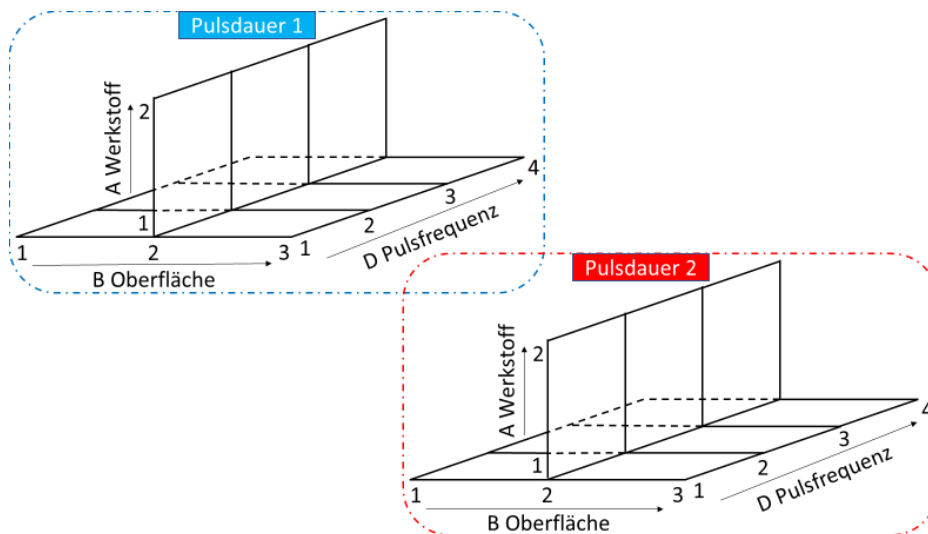 Pulsdauer 1
A Werkstoff
2
1
1
2
3
B Oberfläche
1
2
3
4
D Pulsfrequenz
Pulsdauer 2
A Werkstoff
2
1
1
2
3
B Oberfläche
1
2
3
4
D Pulsfrequenz